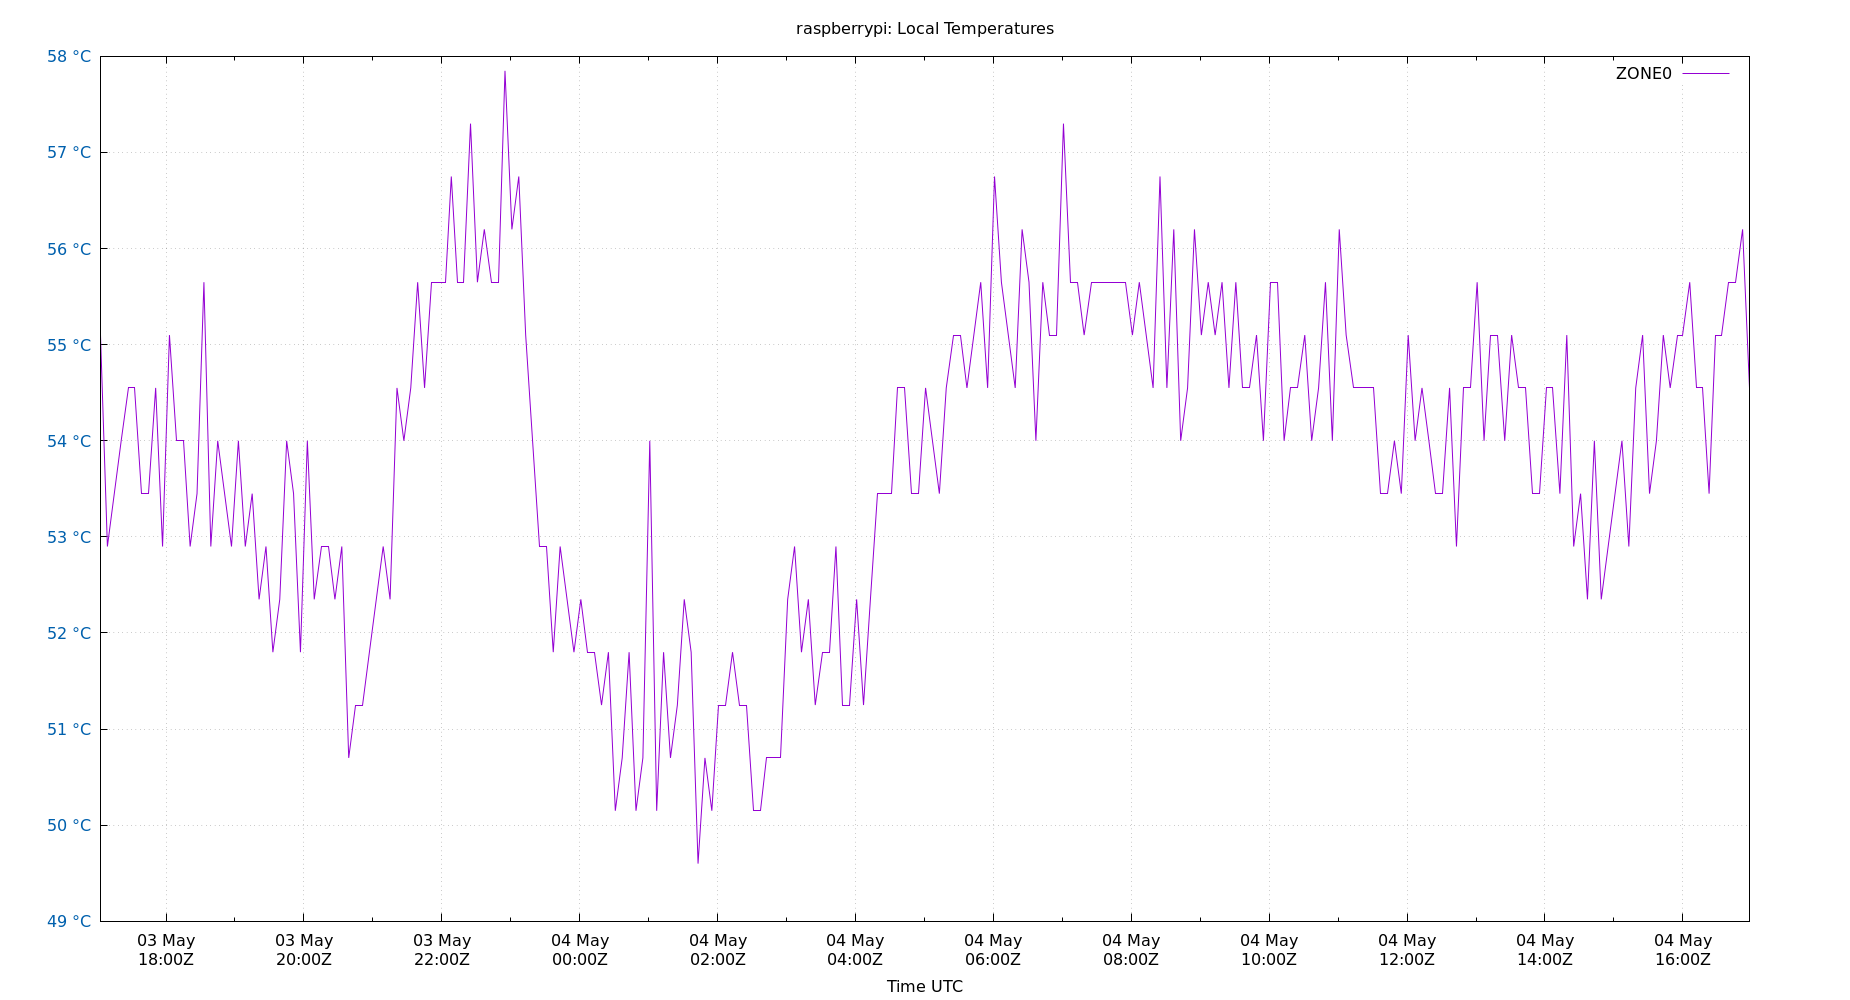 raspberrypi: Local Temperatures
58 °C
57 °C
56 °C
55 °C
54 °C
53 °C
52 °C
51 °C
50 °C
49 °C
ZONE0
03 May
18:00Z
03 May
20:00Z
03 May
22:00Z
04 May
00:00Z
04 May
02:00Z
04 May
04:00Z
04 May
06:00Z
04 May
08:00Z
04 May
10:00Z
04 May
12:00Z
04 May
14:00Z
04 May
16:00Z
Time UTC